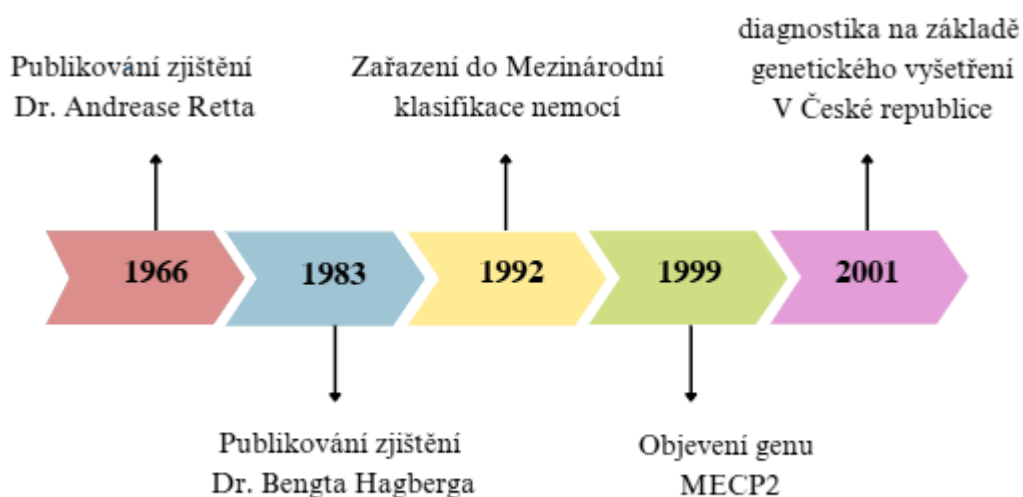 Publikování zjištění
Dr. Andrease Retta
Zařazení do Mezinárodní
klasifikace nemocí
diagnostika na základě
genetického vyšetření
V České republice
1966
1983
1992
1999
2001
Publikování zjištění
Dr. Bengta Hagberga
Objevení genu
MECP2